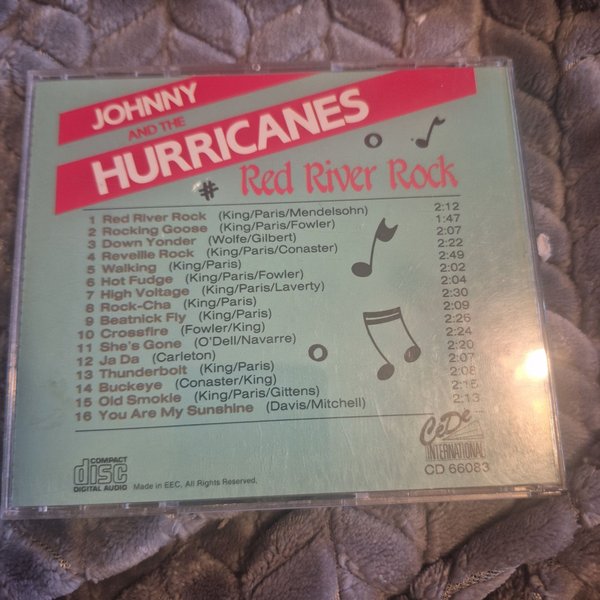 JOHNNY
AND THE
HURRICANES
Red River Rock
1 Red River Rock (King/Paris/Mendelsohn) 2:12
2 Rocking Goose (King/Paris/Fowler) 1:47
3 Down Yonder (Wolfe/Gilbert) 2:07
4 Reveille Rock (King/Paris/Conaster) 2:22
5 Walking (King/Paris) 2:49
6 Hot Fudge (King/Paris/Fowler) 2:02
7 High Voltage (King/Paris/Laverty) 2:04
8 Rock-Cha (King/Paris) 2:30
9 Beatnick Fly (King/Paris) 2:09
10 Crossfire (Fowler/King) 2:26
11 She's Gone (O'Dell/Navarre) 2:24
12 Ja Da (Carleton) 2:20
13 Thunderbolt (King/Paris) 2:07
14 Buckeye (Conaster/King) 2:08
15 Old Smokie (King/Paris/Gittens) 2:15
16 You Are My Sunshine (Davis/Mitchell) 2:13
CeDe
INTERNATIONAL
CD 66083
COMPACT
disc
DIGITAL AUDIO
Made in EEC. All Rights Reserved.